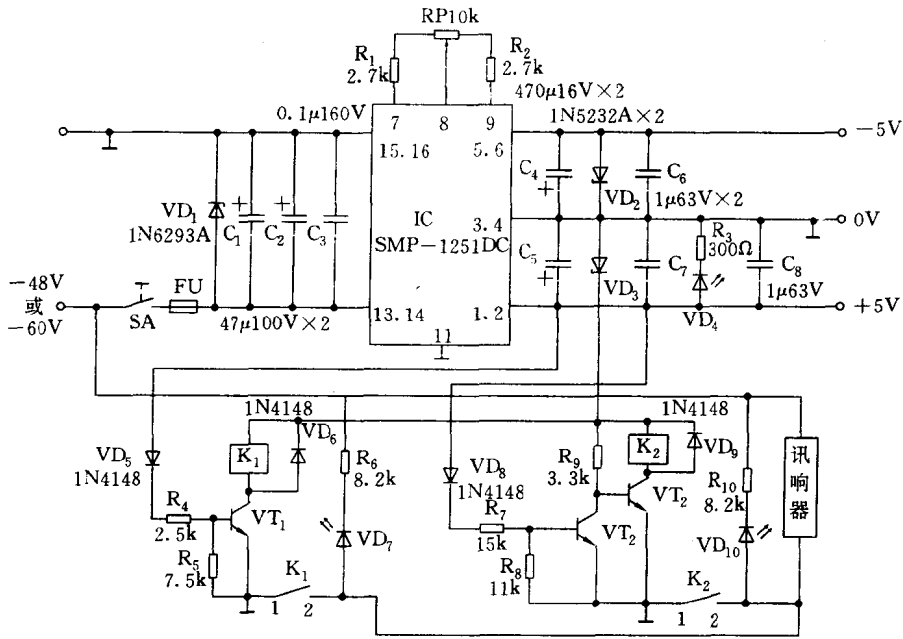 RP10k
R₁
2.7k
R₂
2.7k
470μ16V×2
0.1μ160V
1N5232A×2
7
8
9
−5V
15.16
5.6
C₄
+
VD₂
C₆
1μ63V×2
VD₁
1N6293A
+
C₁
+
C₂
C₃
IC
SMP−1251DC
3.4
0V
R₃
300Ω
C₅
+
VD₃
C₇
VD₄
C₈
1μ63V
−48V
或
−60V
SA
FU
47μ100V×2
13.14
1.2
11
+5V
1N4148
VD₆
K₁
VD₅
1N4148
R₄
2.5k
R₅
7.5k
VT₁
R₆
8.2k
VD₇
K₁
1
2
1N4148
VD₉
K₂
VD₈
1N4148
R₇
15k
R₈
11k
R₉
3.3k
VT₂
VT₂
R₁₀
8.2k
VD₁₀
讯响器
K₂
1
2